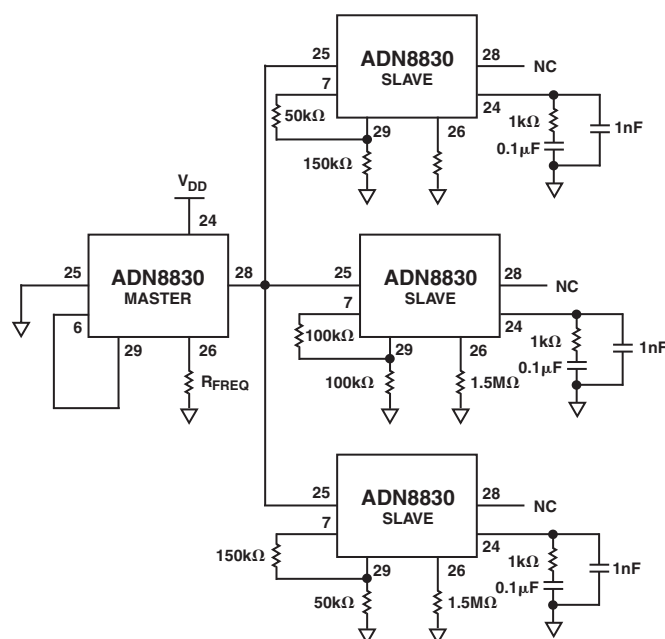 25
ADN8830
SLAVE
28
NC
7
24
50kΩ
29
26
1kΩ
1nF
0.1μF
150kΩ
VDD
24
25
ADN8830
MASTER
28
6
29
26
RFREQ
25
ADN8830
SLAVE
28
NC
7
24
100kΩ
29
26
1kΩ
1nF
0.1μF
100kΩ
1.5MΩ
25
ADN8830
SLAVE
28
NC
7
24
150kΩ
29
26
1kΩ
1nF
0.1μF
50kΩ
1.5MΩ